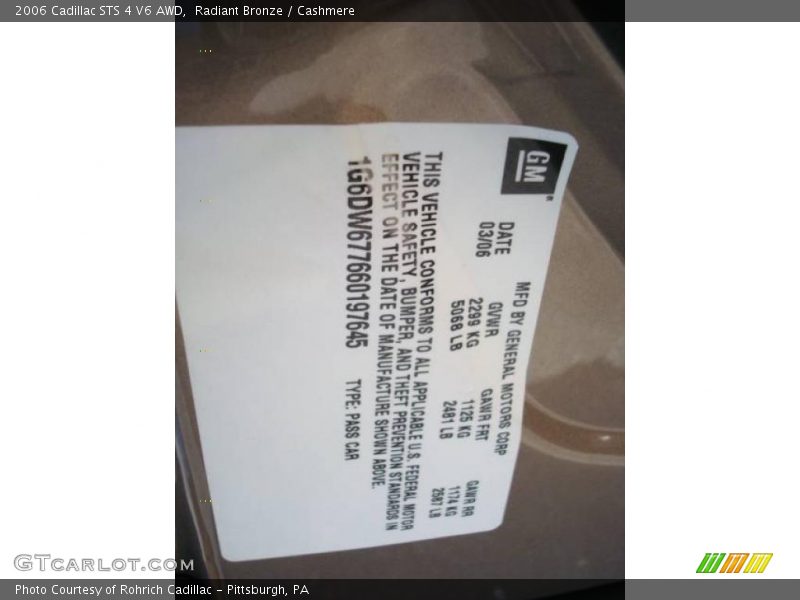 2006 Cadillac STS 4 V6 AWD,  Radiant Bronze / Cashmere
GM
MFD BY GENERAL MOTORS CORP
DATE GVWR GAWR FRT GAWR RR
03/06 2299 KG 1125 KG 1174 KG
5068 LB 2481 LB 2587 LB
THIS VEHICLE CONFORMS TO ALL APPLICABLE U.S. FEDERAL MOTOR
VEHICLE SAFETY, BUMPER, AND THEFT PREVENTION STANDARDS IN
EFFECT ON THE DATE OF MANUFACTURE SHOWN ABOVE.
1G6DW677660197645 TYPE: PASS CAR
GTCarLot.com
Photo Courtesy of Rohrich Cadillac - Pittsburgh, PA